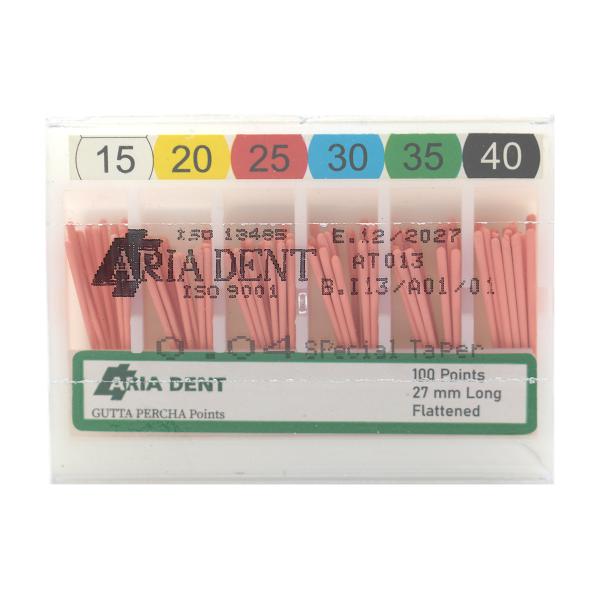 15 20 25 30 35 40
ISO 13485 E.12/2027
ARIA DENT AT013
ISO 9001 B.I13/A01/01
0.04 SPecial TaPer
ARIA DENT
GUTTA PERCHA Points
100 Points
27 mm Long
Flattened